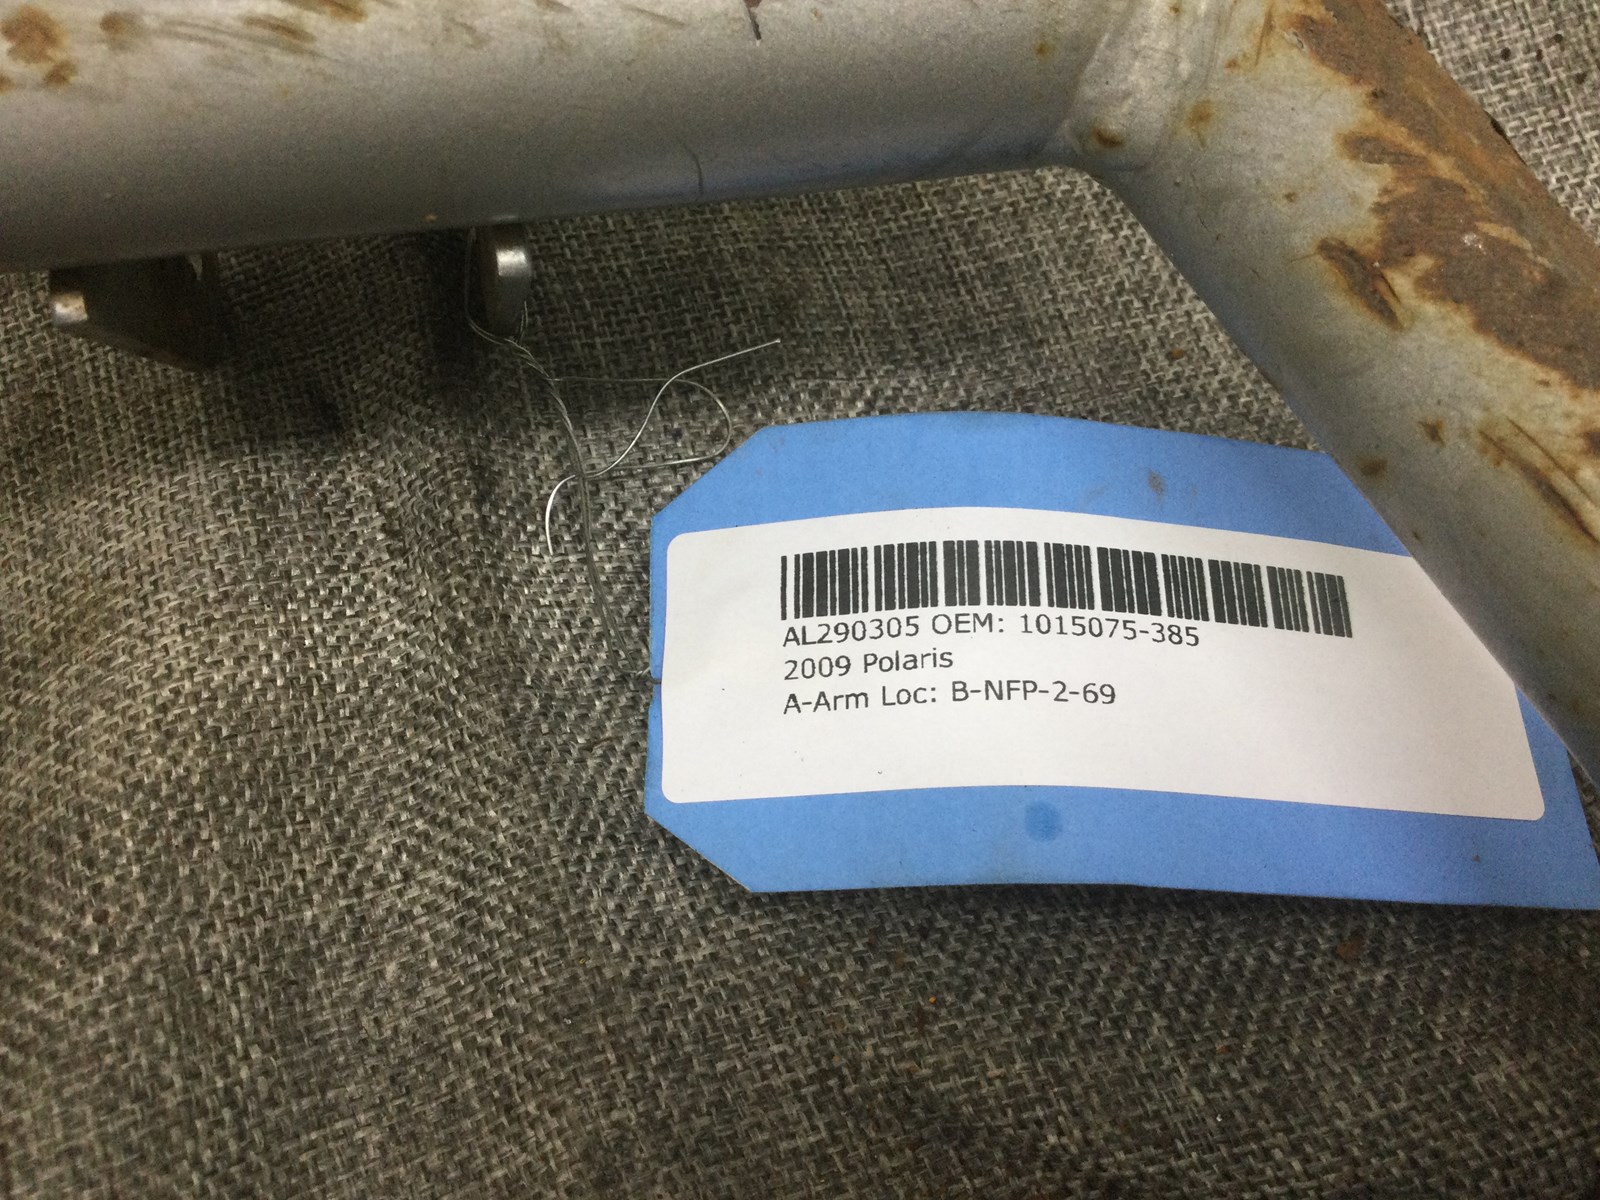 AL290305 OEM: 1015075-385
2009 Polaris
A-Arm Loc: B-NFP-2-69